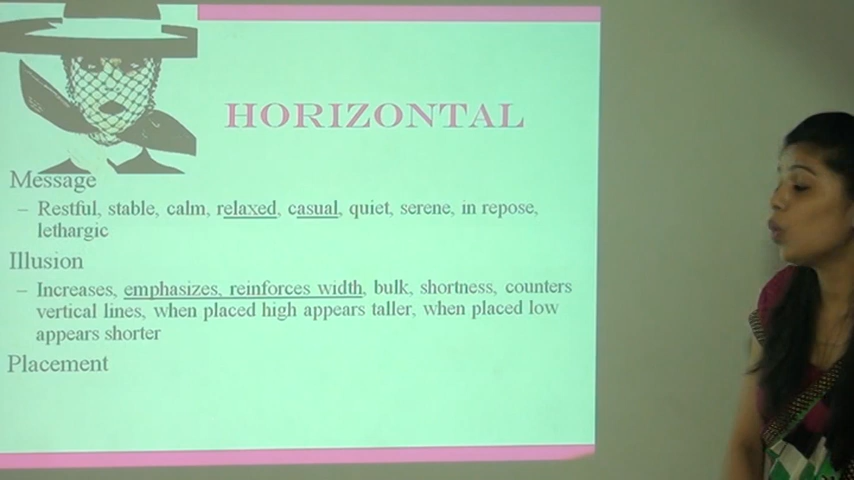 HORIZONTAL
Message
– Restful, stable, calm, relaxed, casual, quiet, serene, in repose,
lethargic
Illusion
– Increases, emphasizes, reinforces width, bulk, shortness, counters
vertical lines, when placed high appears taller, when placed low
appears shorter
Placement